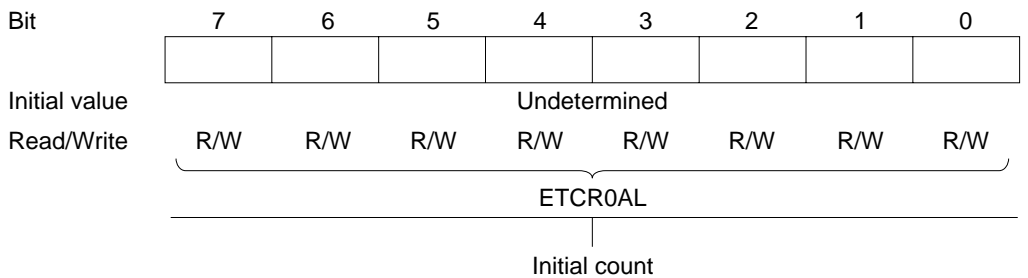 Bit 7 6 5 4 3 2 1 0
Initial value Undetermined
Read/Write R/W R/W R/W R/W R/W R/W R/W R/W
ETCR0AL
Initial count